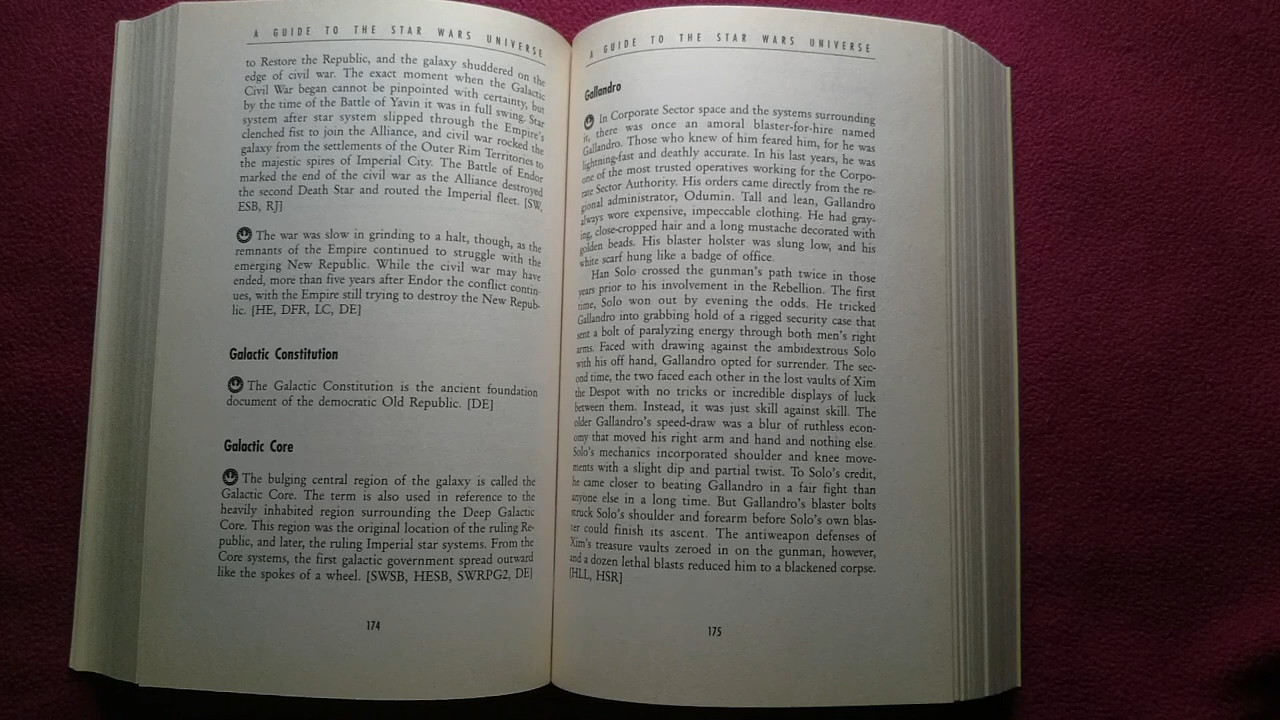 A GUIDE TO THE STAR WARS UNIVERSE
to Restore the Republic, and the galaxy shuddered on the
edge of civil war. The exact moment when the Galactic
Civil War began cannot be pinpointed with certainty, but
by the time of the Battle of Yavin it was in full swing. Star
system after star system slipped through the Empire's
clenched fist to join the Alliance, and civil war rocked the
galaxy from the settlements of the Outer Rim Territories to
the majestic spires of Imperial City. The Battle of Endor
marked the end of the civil war as the Alliance destroyed
the second Death Star and routed the Imperial fleet. [SW,
ESB, RJ]
The war was slow in grinding to a halt, though, as the
remnants of the Empire continued to struggle with the
emerging New Republic. While the civil war may have
ended, more than five years after Endor the conflict contin-
ues, with the Empire still trying to destroy the New Repub-
lic. [HE, DFR, LC, DE]
Galactic Constitution
The Galactic Constitution is the ancient foundation
document of the democratic Old Republic. [DE]
Galactic Core
The bulging central region of the galaxy is called the
Galactic Core. The term is also used in reference to the
heavily inhabited region surrounding the Deep Galactic
Core. This region was the original location of the ruling Re-
public, and later, the ruling Imperial star systems. From the
Core systems, the first galactic government spread outward
like the spokes of a wheel. [SWSB, HESB, SWRPG2, DE]
174
A GUIDE TO THE STAR WARS UNIVERSE
Gallandro
In Corporate Sector space and the systems surrounding
it, there was once an amoral blaster-for-hire named
Gallandro. Those who knew of him feared him, for he was
lightning-fast and deathly accurate. In his last years, he was
one of the most trusted operatives working for the Corpo-
rate Sector Authority. His orders came directly from the re-
gional administrator, Odumin. Tall and lean, Gallandro
always wore expensive, impeccable clothing. He had gray-
ing, close-cropped hair and a long mustache decorated with
golden beads. His blaster holster was slung low, and his
white scarf hung like a badge of office.
Han Solo crossed the gunman's path twice in those
years prior to his involvement in the Rebellion. The first
time, Solo won out by evening the odds. He tricked
Gallandro into grabbing hold of a rigged security case that
sent a bolt of paralyzing energy through both men's right
arms. Faced with drawing against the ambidextrous Solo
with his off hand, Gallandro opted for surrender. The sec-
ond time, the two faced each other in the lost vaults of Xim
the Despot with no tricks or incredible displays of luck
between them. Instead, it was just skill against skill. The
older Gallandro's speed-draw was a blur of ruthless econ-
omy that moved his right arm and hand and nothing else.
Solo's mechanics incorporated shoulder and knee move-
ments with a slight dip and partial twist. To Solo's credit,
he came closer to beating Gallandro in a fair fight than
anyone else in a long time. But Gallandro's blaster bolts
struck Solo's shoulder and forearm before Solo's own blas-
ter could finish its ascent. The antiweapon defenses of
Xim's treasure vaults zeroed in on the gunman, however,
and a dozen lethal blasts reduced him to a blackened corpse.
[HLL, HSR]
175